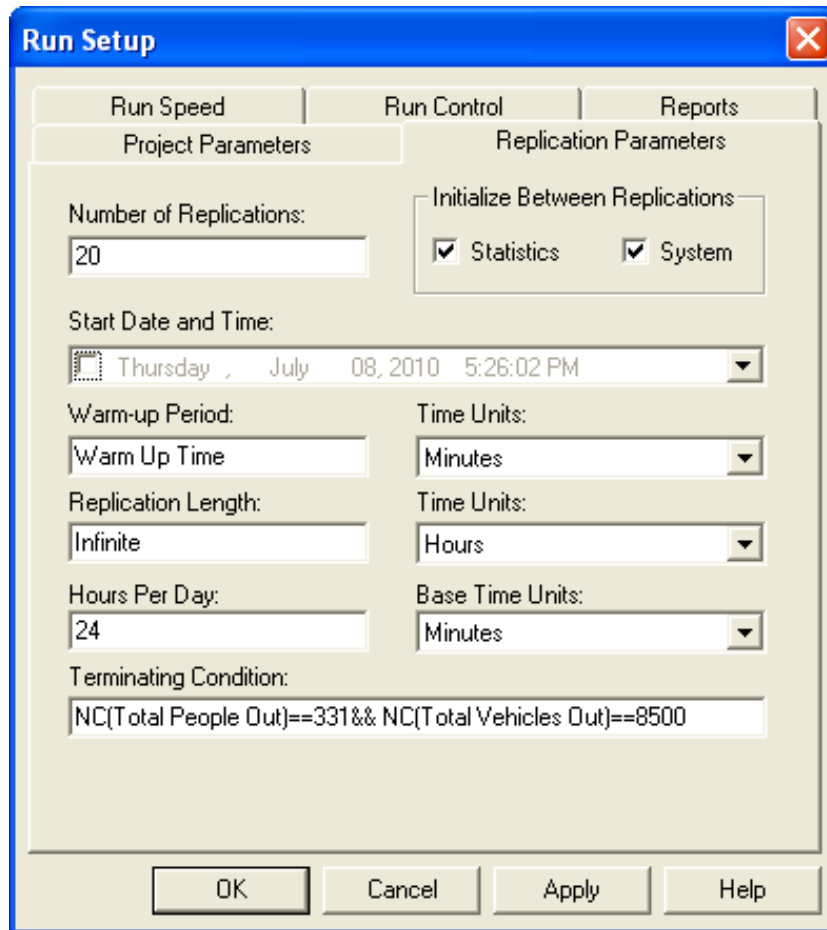 Run Setup
Run Speed Run Control Reports
Project Parameters Replication Parameters
Number of Replications:
20
Initialize Between Replications
Statistics System
Start Date and Time:
Thursday , July 08, 2010 5:26:02 PM
Warm-up Period: Time Units:
Warm Up Time Minutes
Replication Length: Time Units:
Infinite Hours
Hours Per Day: Base Time Units:
24 Minutes
Terminating Condition:
NC(Total People Out)==331&& NC(Total Vehicles Out)==8500
OK Cancel Apply Help